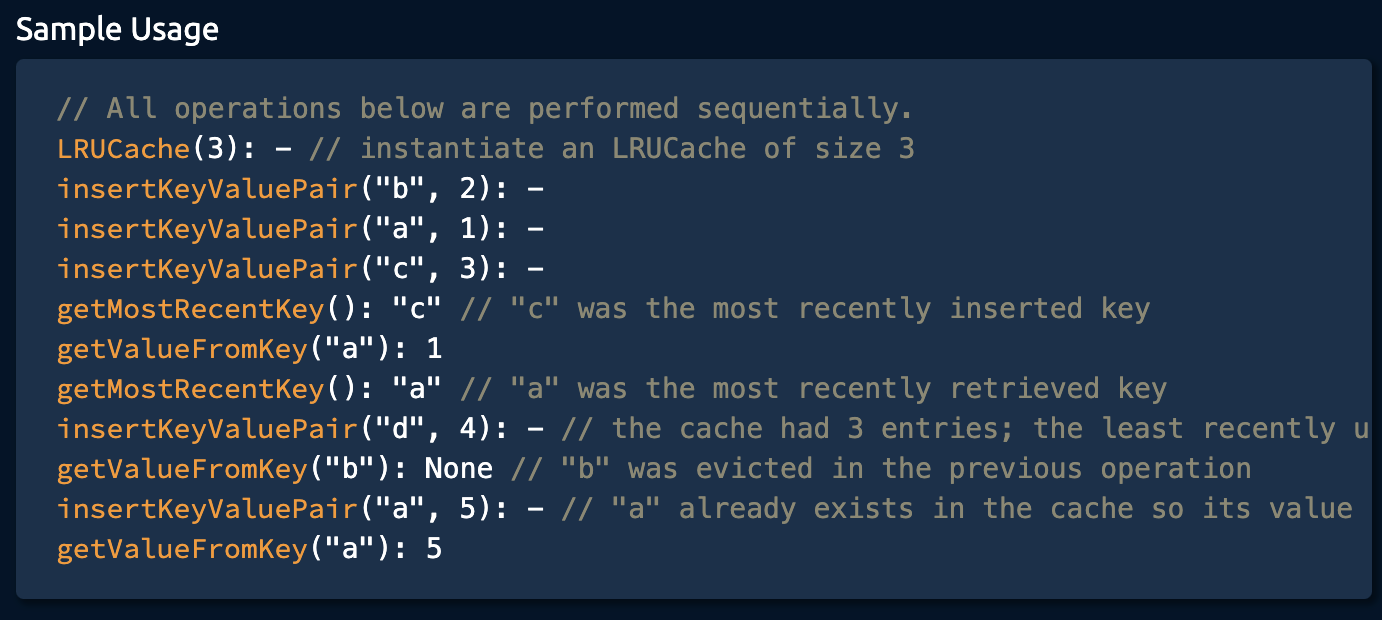 Sample Usage
// All operations below are performed sequentially.
LRUCache(3): – // instantiate an LRUCache of size 3
insertKeyValuePair("b", 2): –
insertKeyValuePair("a", 1): –
insertKeyValuePair("c", 3): –
getMostRecentKey(): "c" // "c" was the most recently inserted key
getValueFromKey("a"): 1
getMostRecentKey(): "a" // "a" was the most recently retrieved key
insertKeyValuePair("d", 4): – // the cache had 3 entries; the least recently u
getValueFromKey("b"): None // "b" was evicted in the previous operation
insertKeyValuePair("a", 5): – // "a" already exists in the cache so its value
getValueFromKey("a"): 5